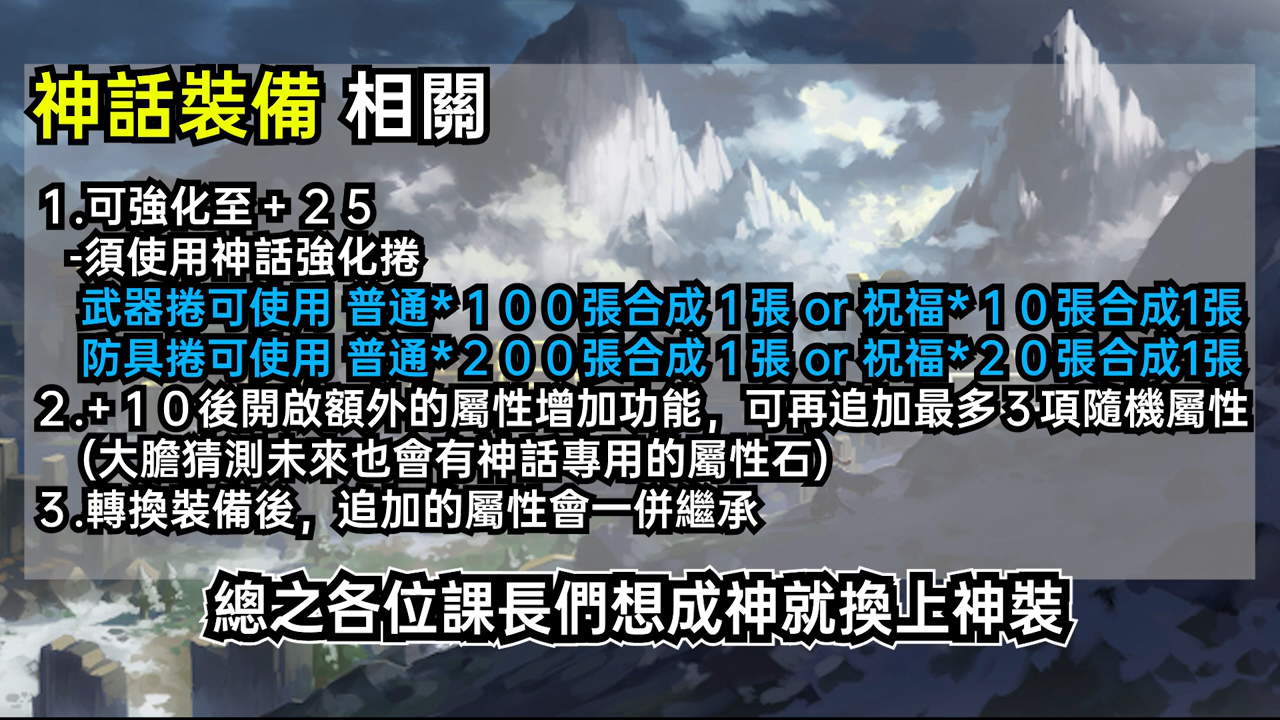 神話裝備 相關
１.可強化至＋２５
-須使用神話強化捲
武器捲可使用 普通*１００張合成１張 or 祝福*１０張合成1張
防具捲可使用 普通*２００張合成１張 or 祝福*２０張合成1張
２.+１０後開啟額外的屬性增加功能，可再追加最多３項隨機屬性
(大膽猜測未來也會有神話專用的屬性石)
３.轉換裝備後，追加的屬性會一併繼承
總之各位課長們想成神就換上神裝